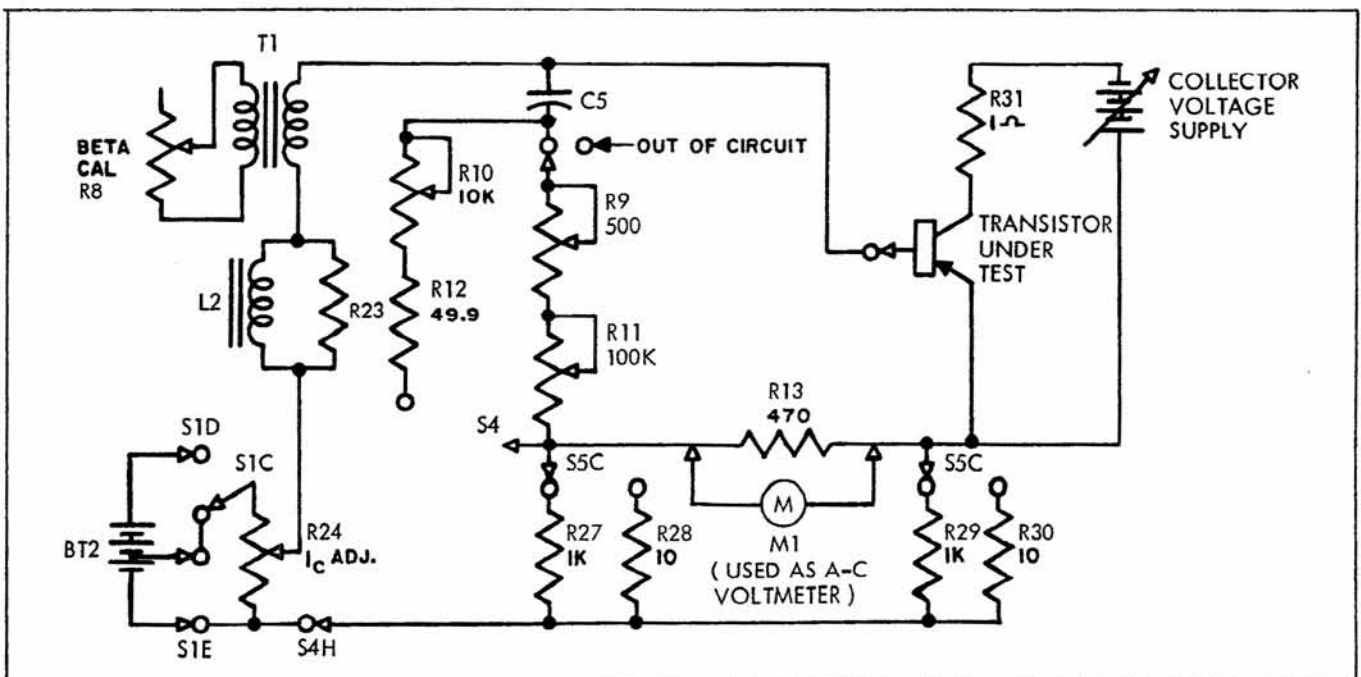 T1
BETA
CAL
R8
C5
OUT OF CIRCUIT
R10
10K
R9
500
R12
49.9
R11
100K
L2
R23
R31
1Ω
COLLECTOR
VOLTAGE
SUPPLY
TRANSISTOR
UNDER
TEST
S4
R13
470
S5C
S5C
S1D
S1C
BT2
R24
IC ADJ.
S1E
S4H
R27
1K
R28
10
M
M1
( USED AS A-C
VOLTMETER )
R29
1K
R30
10